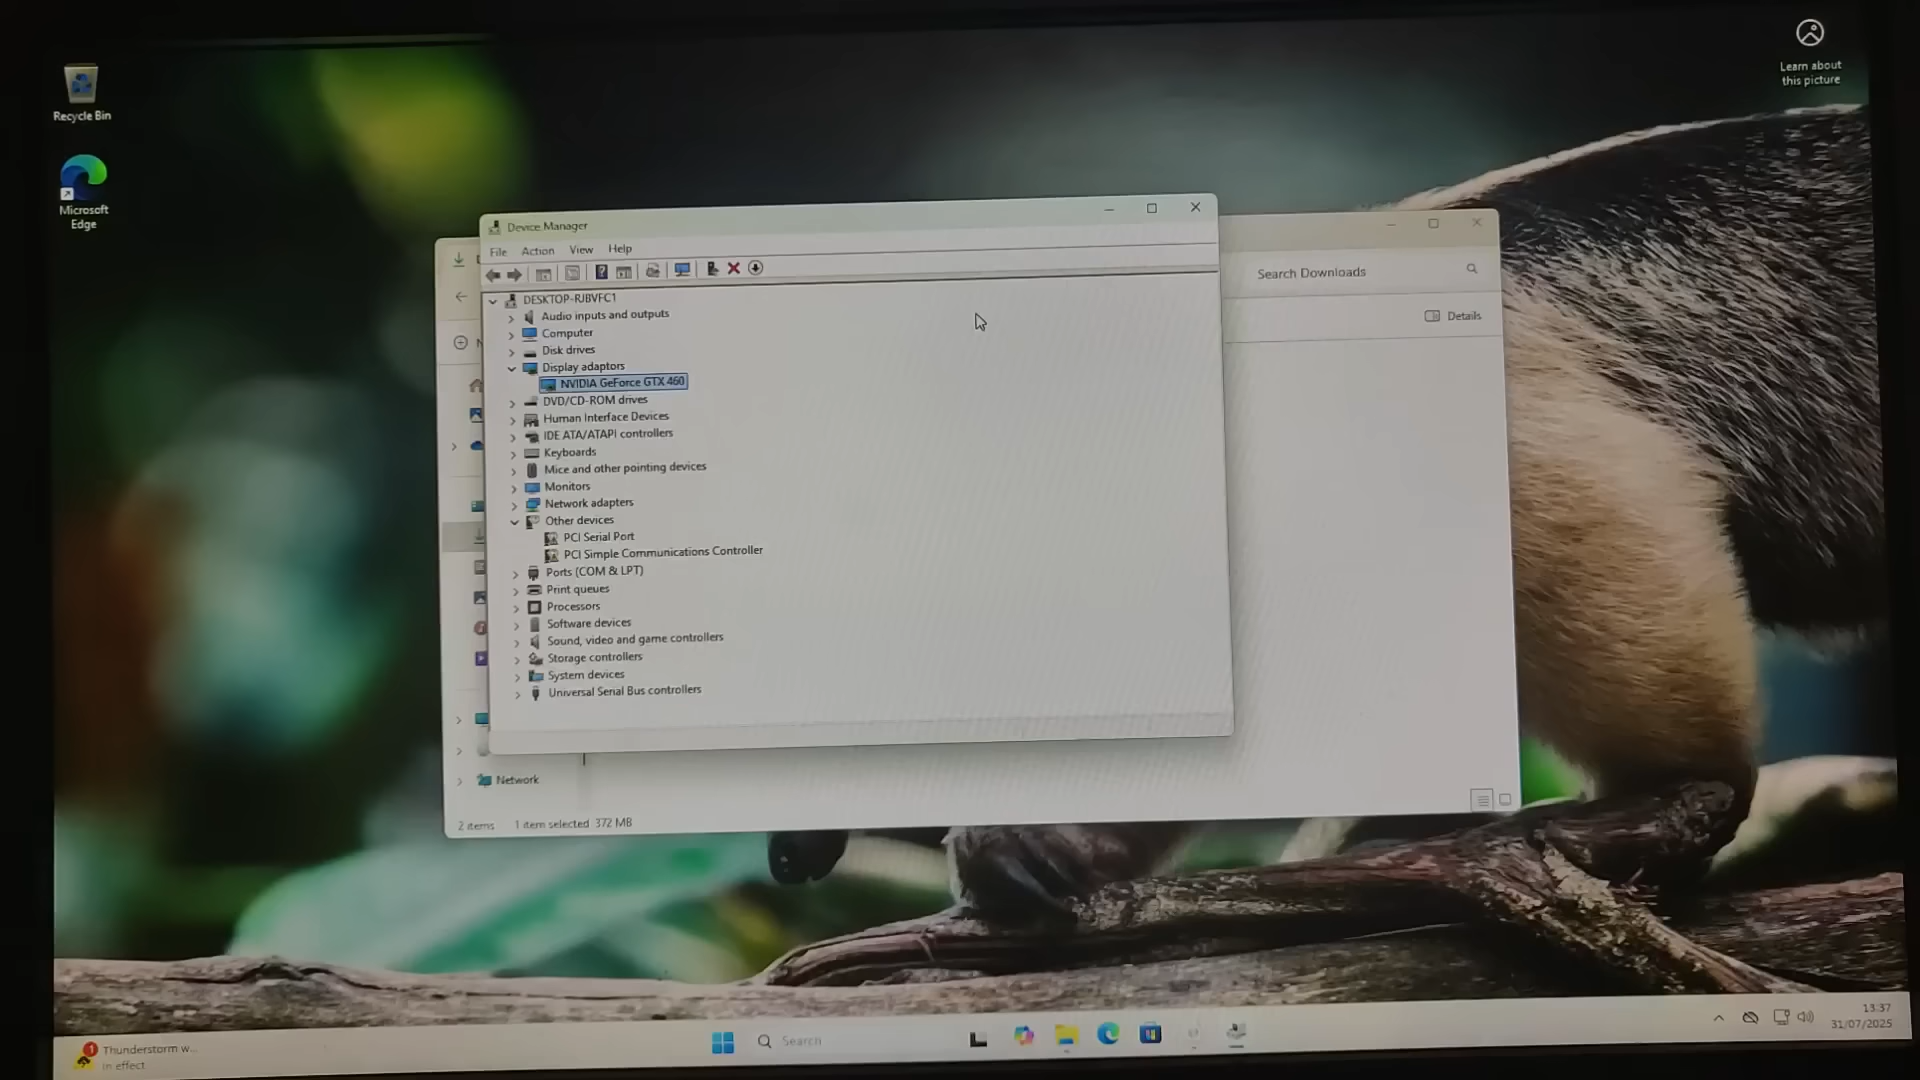 Recycle Bin
Microsoft
Edge
Learn about
this picture
Device Manager
File Action View Help
DESKTOP-RJBVFC1
Audio inputs and outputs
Computer
Disk drives
Display adaptors
NVIDIA GeForce GTX 460
DVD/CD-ROM drives
Human Interface Devices
IDE ATA/ATAPI controllers
Keyboards
Mice and other pointing devices
Monitors
Network adapters
Other devices
PCI Serial Port
PCI Simple Communications Controller
Ports (COM & LPT)
Print queues
Processors
Software devices
Sound, video and game controllers
Storage controllers
System devices
Universal Serial Bus controllers
Search Downloads
Details
Network
2 items 1 item selected 372 MB
1
Thunderstorm w...
In effect
Search
13:37
31/07/2025